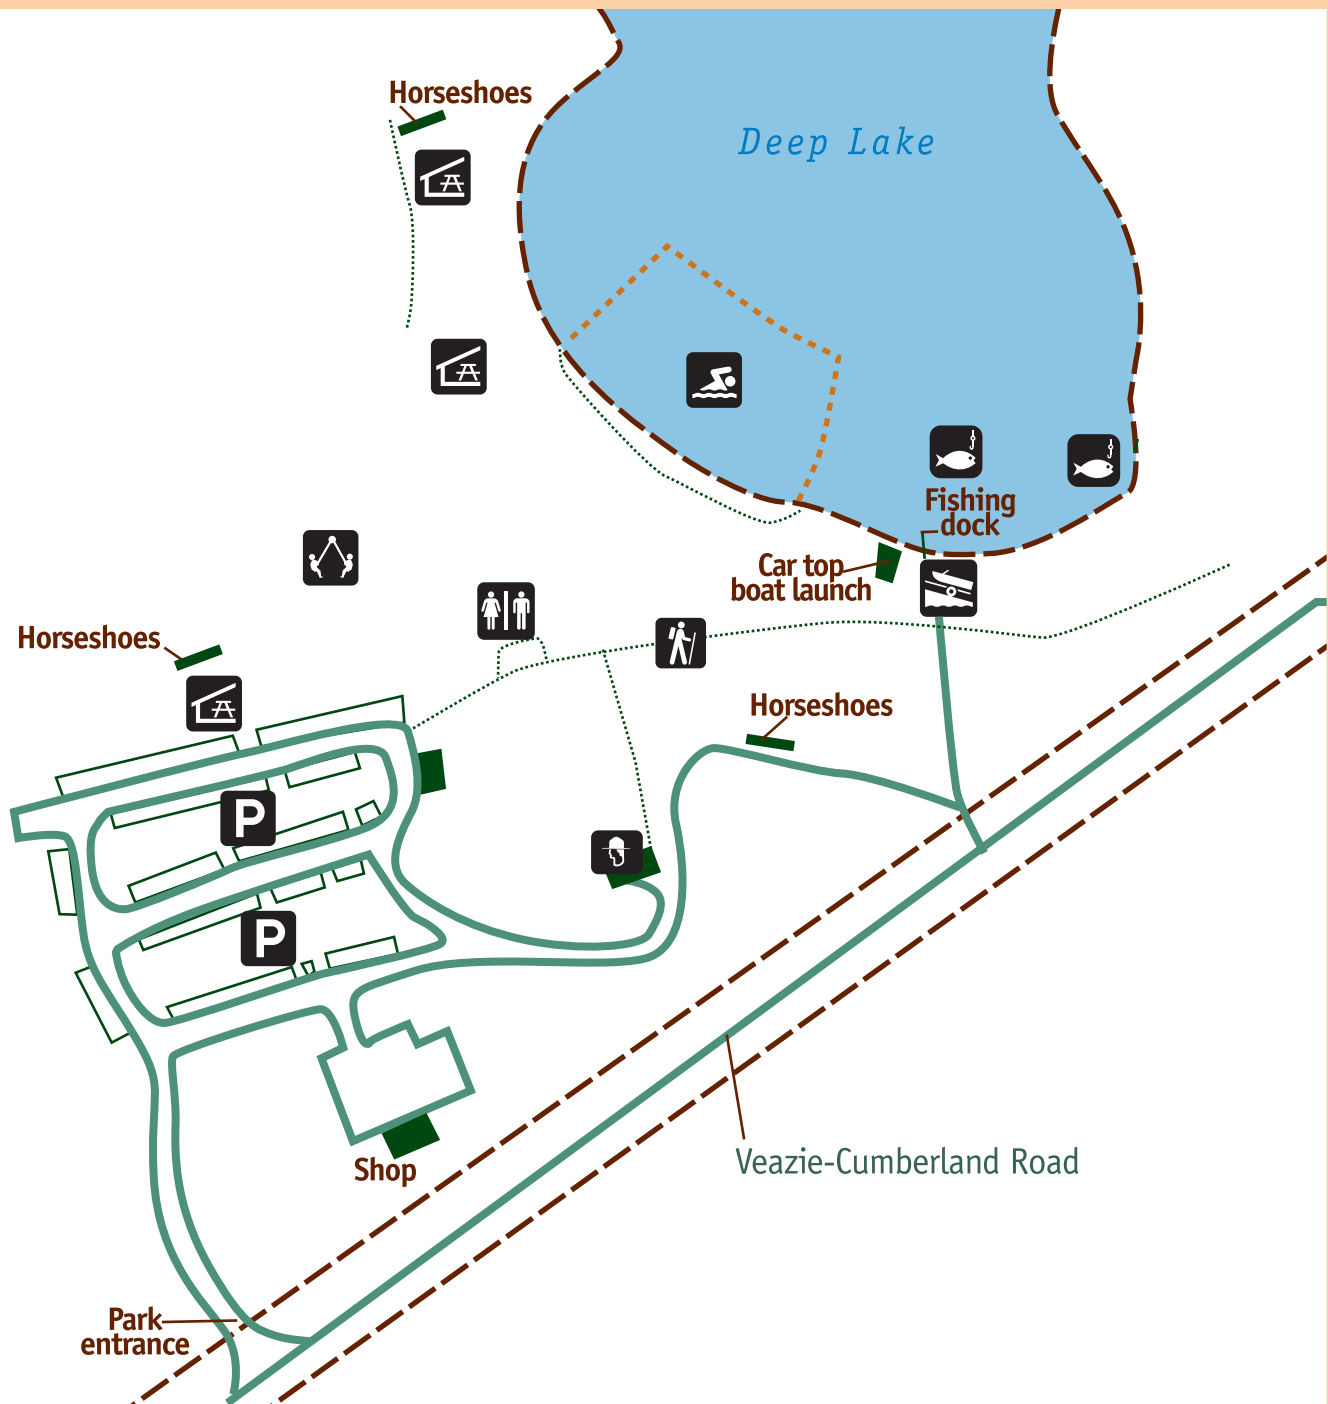 Horseshoes
Deep Lake
Fishing
dock
Car top
boat launch
Horseshoes
Horseshoes
P
P
Veazie-Cumberland Road
Shop
Park
entrance